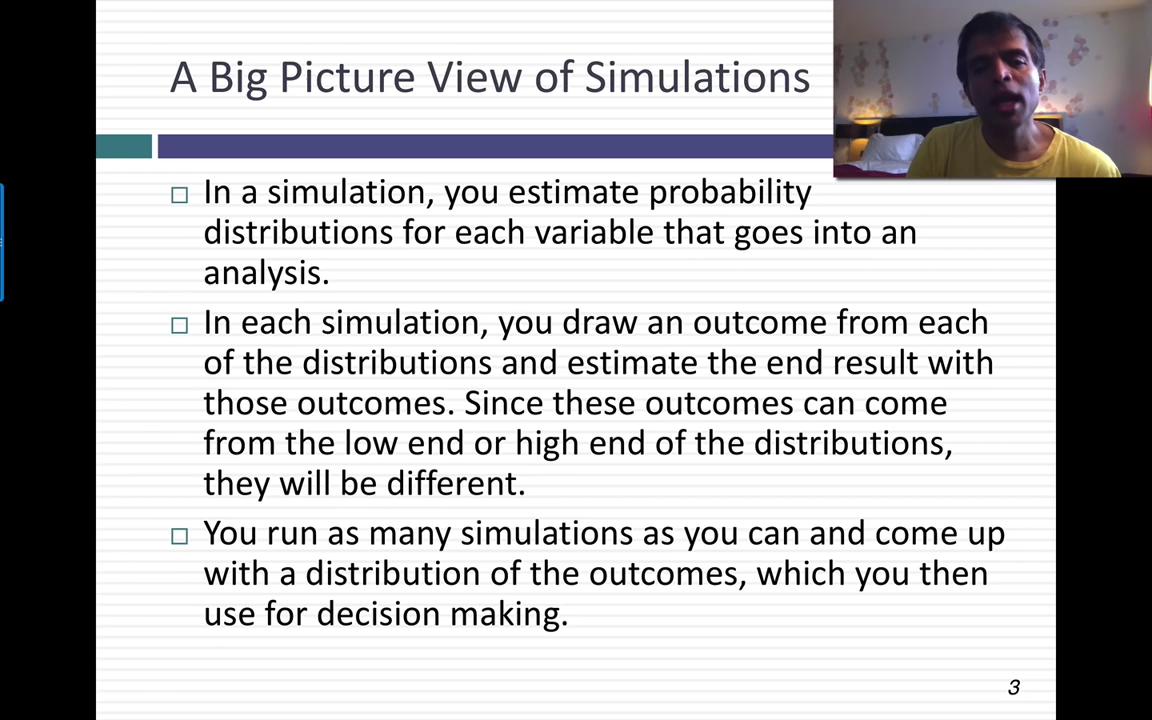 A Big Picture View of Simulations
In a simulation, you estimate probability
distributions for each variable that goes into an
analysis.
In each simulation, you draw an outcome from each
of the distributions and estimate the end result with
those outcomes. Since these outcomes can come
from the low end or high end of the distributions,
they will be different.
You run as many simulations as you can and come up
with a distribution of the outcomes, which you then
use for decision making.
3